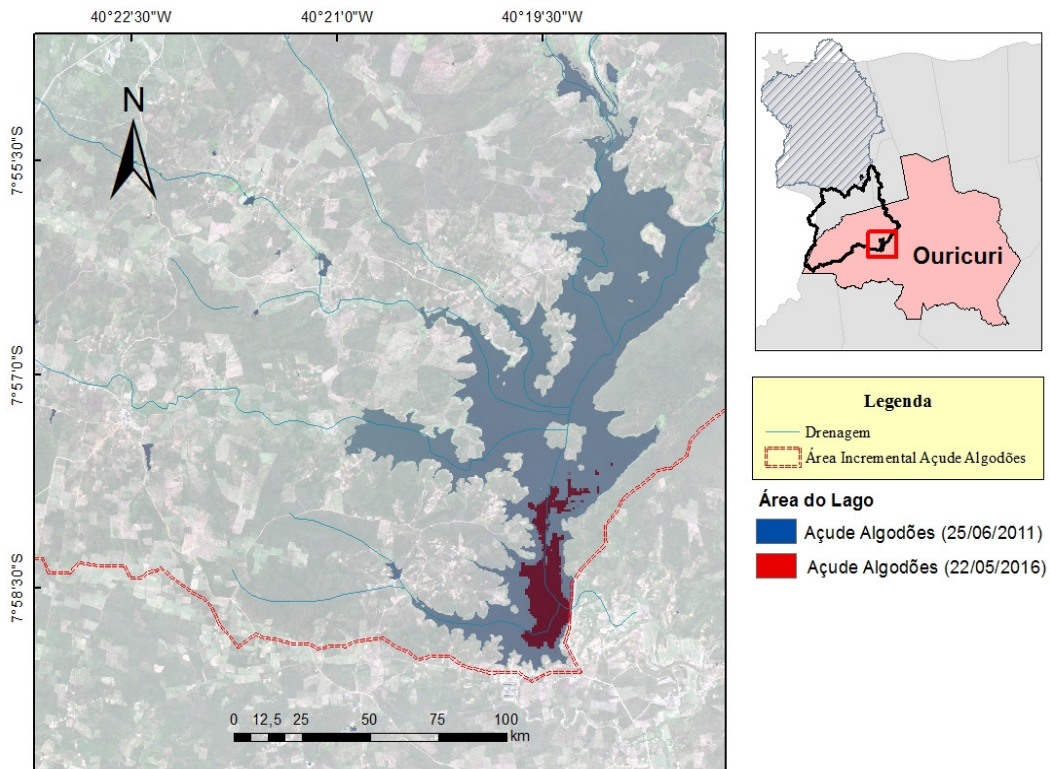 40°22'30"W
40°21'0"W
40°19'30"W
N
7°55'30"S
7°57'0"S
7°58'30"S
0 12,5 25 50 75 100
km
Ouricuri
Legenda
Drenagem
Área Incremental Açude Algodões
Área do Lago
Açude Algodões (25/06/2011)
Açude Algodões (22/05/2016)